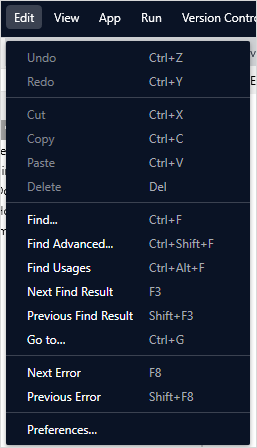 Edit View App Run Version Contro
Undo Ctrl+Z
Redo Ctrl+Y
Cut Ctrl+X
Copy Ctrl+C
Paste Ctrl+V
Delete Del
Find... Ctrl+F
Find Advanced... Ctrl+Shift+F
Find Usages Ctrl+Alt+F
Next Find Result F3
Previous Find Result Shift+F3
Go to... Ctrl+G
Next Error F8
Previous Error Shift+F8
Preferences...